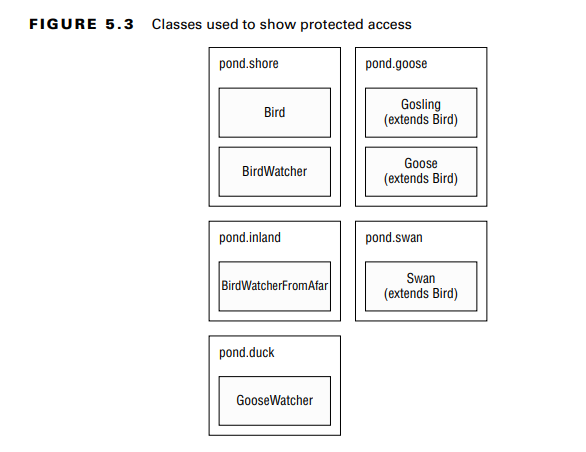 FIGURE 5.3 Classes used to show protected access
pond.shore
Bird
BirdWatcher
pond.goose
Gosling
(extends Bird)
Goose
(extends Bird)
pond.inland
BirdWatcherFromAfar
pond.swan
Swan
(extends Bird)
pond.duck
GooseWatcher